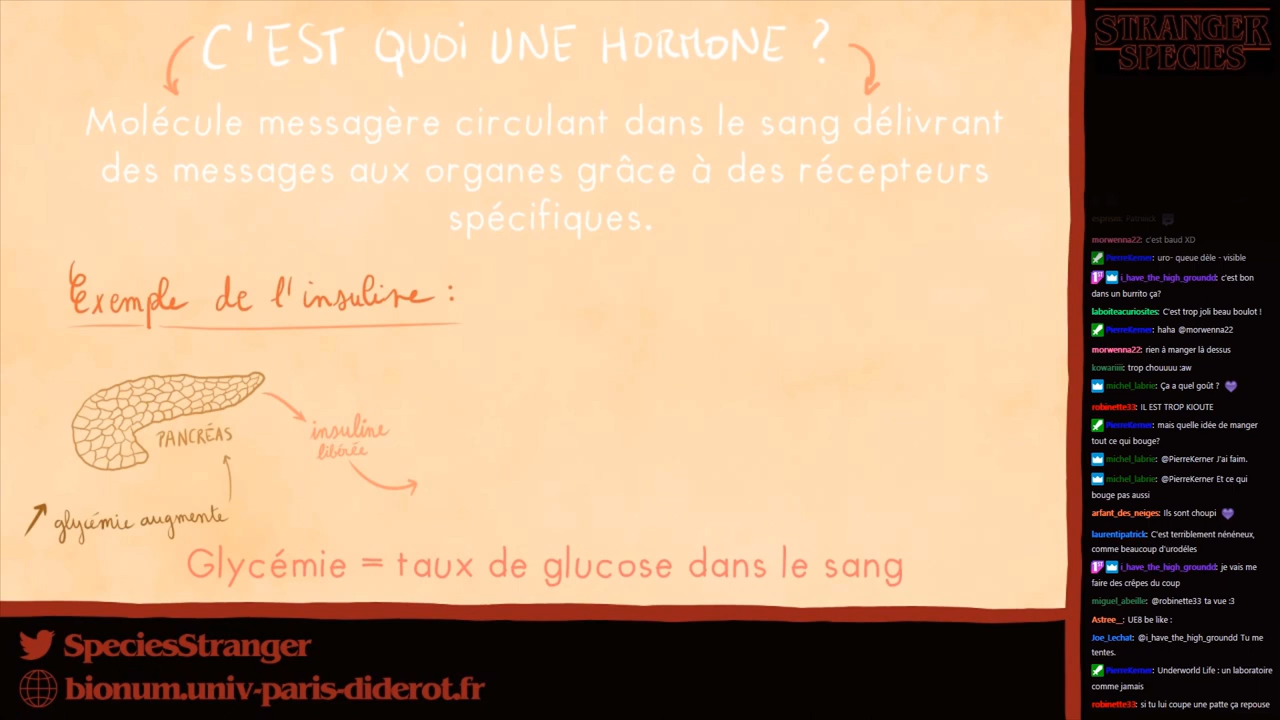 C'EST QUOI UNE HORMONE ?
Molécule messagère circulant dans le sang délivrant
des messages aux organes grâce à des récepteurs
spécifiques.
Exemple de l'insuline :
PANCRÉAS
insuline
libérée
glycémie augmente
Glycémie = taux de glucose dans le sang
SpeciesStranger
bionum.univ-paris-diderot.fr
STRANGER
SPECIES
morwenna22: c'est baud XD
PierreKerner: uro- queue déle - visible
i_have_the_high_groundd: c'est bon
dans un burrito ça?
laboiteacuriosites: C'est trop joli beau boulot !
PierreKerner: haha @morwenna22
morwenna22: rien à manger là dessus
kowariiii: trop chouuuu :aw
michel_labrie: Ça a quel goût ?
robinette33: IL EST TROP KIOUTE
PierreKerner: mais quelle idée de manger
tout ce qui bouge?
michel_labrie: @PierreKerner J'ai faim.
michel_labrie: @PierreKerner Et ce qui
bouge pas aussi
arfant_des_neiges: Ils sont choupi
laurentipatrick: C'est terriblement nénéneux,
comme beaucoup d'urodéles
i_have_the_high_groundd: je vais me
faire des crêpes du coup
miguel_abeille: @robinette33 ta vue :3
Astree__: UE8 be like :
Joe_Lechat: @i_have_the_high_groundd Tu me
tentes.
PierreKerner: Underworld Life : un laboratoire
comme jamais
robinette33: si tu lui coupe une patte ça repouse